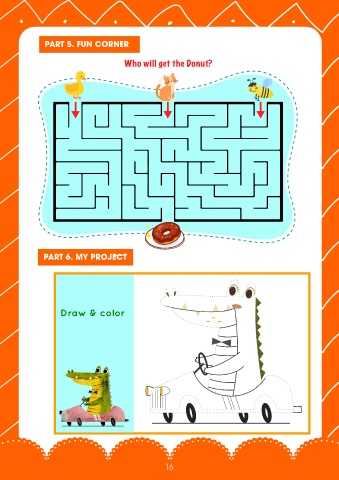 PART 5. FUN CORNER
Who will get the Donut?
PART 6. MY PROJECT
Draw & color
16